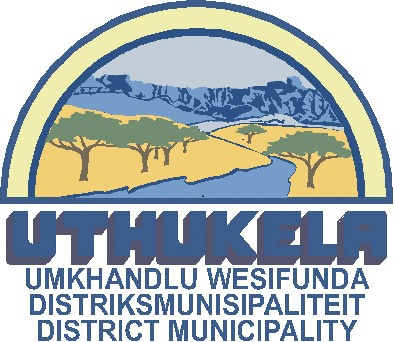 UTHUKELA
UMKHANDLU WESIFUNDA
DISTRIKSMUNISIPALITEIT
DISTRICT MUNICIPALITY